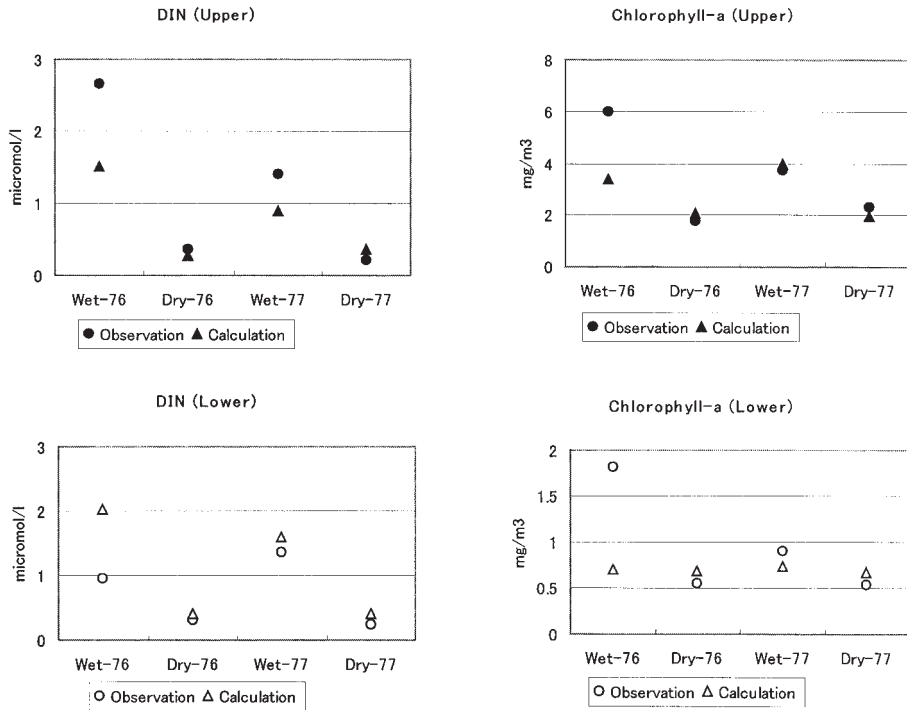 DIN (Upper)
3
2
1
0
micromol/l
Wet-76 Dry-76 Wet-77 Dry-77
● Observation ▲ Calculation
Chlorophyll-a (Upper)
8
6
4
2
0
mg/m3
Wet-76 Dry-76 Wet-77 Dry-77
● Observation ▲ Calculation
DIN (Lower)
3
2
1
0
micromol/l
Wet-76 Dry-76 Wet-77 Dry-77
○ Observation △ Calculation
Chlorophyll-a (Lower)
2
1.5
1
0.5
0
mg/m3
Wet-76 Dry-76 Wet-77 Dry-77
○ Observation △ Calculation